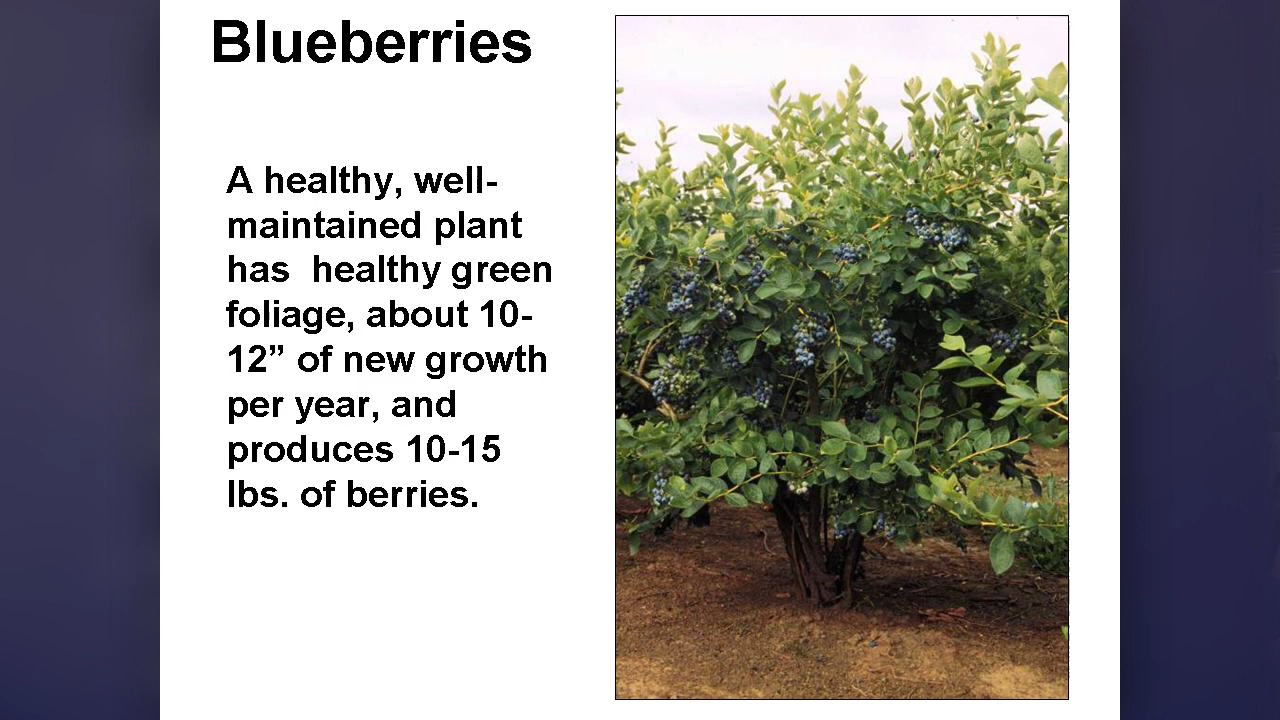 Blueberries
A healthy, well-
maintained plant
has  healthy green
foliage, about 10-
12” of new growth
per year, and
produces 10-15
lbs. of berries.